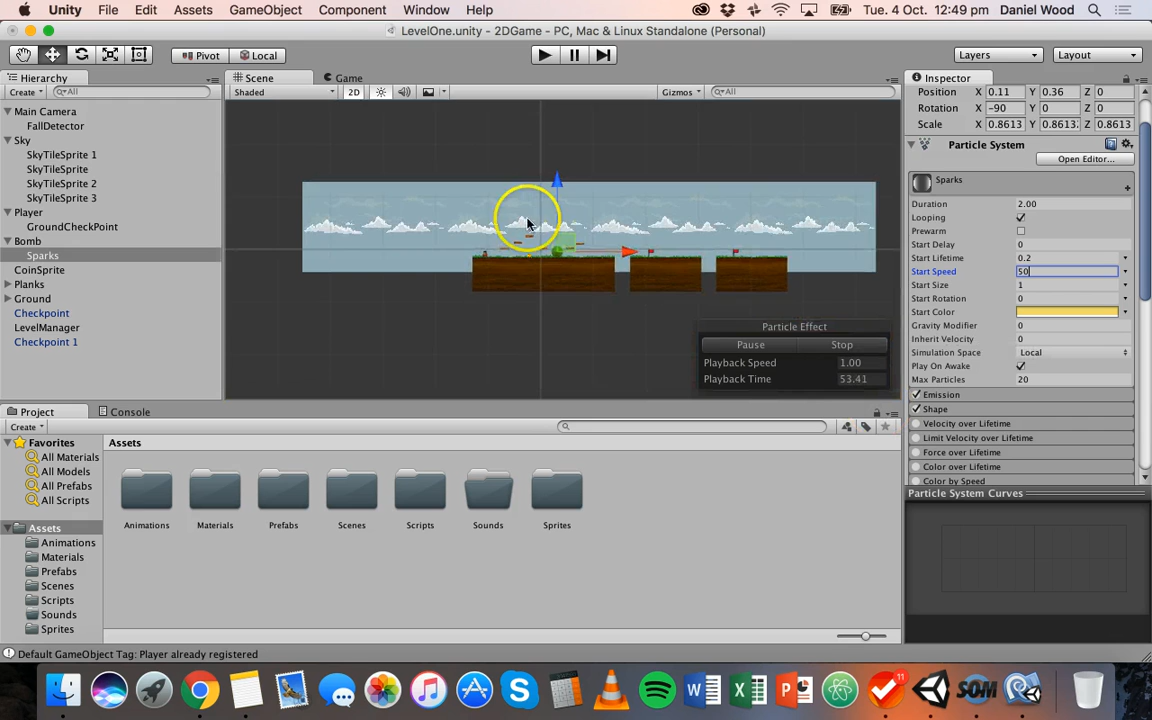 Unity File Edit Assets GameObject Component Window Help Tue. 4 Oct. 12:49 pm Daniel Wood
LevelOne.unity - 2DGame - PC, Mac & Linux Standalone (Personal)
Pivot Local Layers Layout
Hierarchy Scene Game Inspector
Create All Shaded 2D Gizmos All
Position X 0.11 Y 0.36 Z 0
Rotation X -90 Y 0 Z 0
Scale X 0.8613 Y 0.8613 Z 0.8613
Main Camera
FallDetector
Sky
SkyTileSprite 1
SkyTileSprite
SkyTileSprite 2
SkyTileSprite 3
Player
GroundCheckPoint
Bomb
Sparks
CoinSprite
Planks
Ground
Checkpoint
LevelManager
Checkpoint 1
Particle Effect
Pause Stop
Playback Speed 1.00
Playback Time 53.41
Particle System
Open Editor...
Sparks
Duration 2.00
Looping
Prewarm
Start Delay 0
Start Lifetime 0.2
Start Speed 50
Start Size 1
Start Rotation 0
Start Color
Gravity Modifier 0
Inherit Velocity 0
Simulation Space Local
Play On Awake
Max Particles 20
Emission
Shape
Velocity over Lifetime
Limit Velocity over Lifetime
Force over Lifetime
Color over Lifetime
Color by Speed
Particle System Curves
Project Console
Create
Favorites
All Materials
All Models
All Prefabs
All Scripts
Assets
Animations
Materials
Prefabs
Scenes
Scripts
Sounds
Sprites
Assets
Animations Materials Prefabs Scenes Scripts Sounds Sprites
Default GameObject Tag: Player already registered
11
SOM